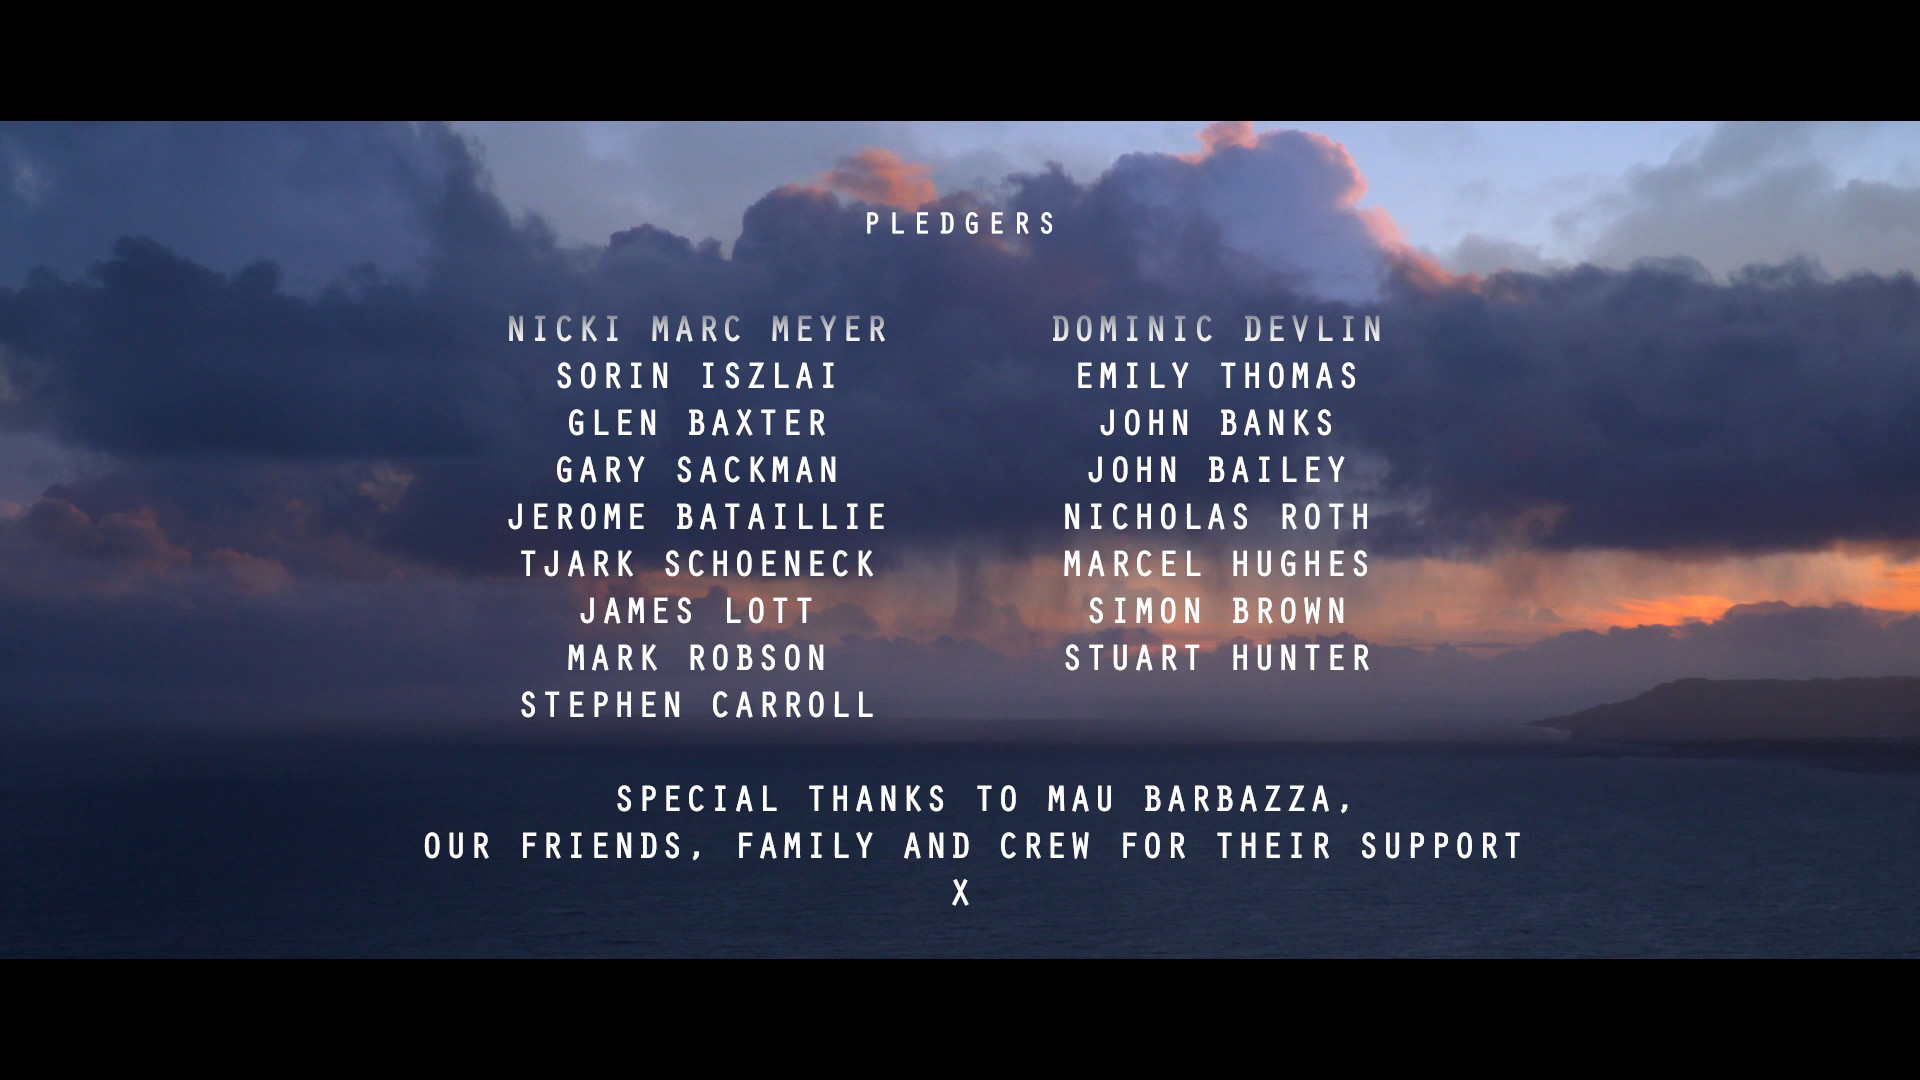 PLEDGERS
NICKI MARC MEYER
SORIN ISZLAI
GLEN BAXTER
GARY SACKMAN
JEROME BATAILLIE
TJARK SCHOENECK
JAMES LOTT
MARK ROBSON
STEPHEN CARROLL
DOMINIC DEVLIN
EMILY THOMAS
JOHN BANKS
JOHN BAILEY
NICHOLAS ROTH
MARCEL HUGHES
SIMON BROWN
STUART HUNTER
SPECIAL THANKS TO MAU BARBAZZA,
OUR FRIENDS, FAMILY AND CREW FOR THEIR SUPPORT
X